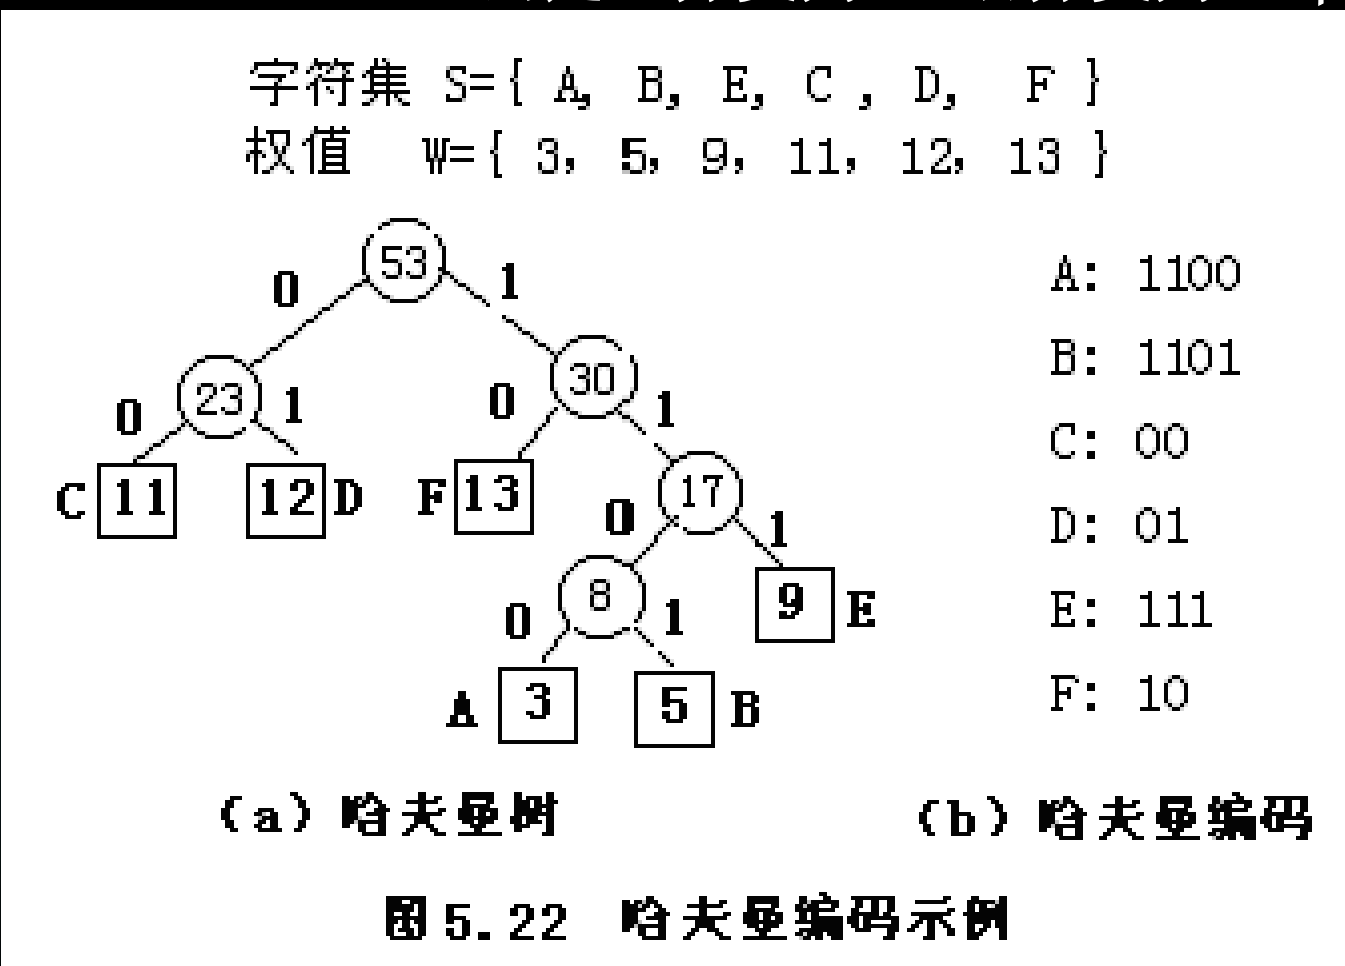 字符集 S={ A, B, E, C , D, F }
权值 W={ 3, 5, 9, 11, 12, 13 }
53
0 1
23 30
0 1 0 1
C 11 12 D F 13 17
0 1
8 9 E
0 1
A 3 5 B
A: 1100
B: 1101
C: 00
D: 01
E: 111
F: 10
(a) 哈夫曼树
(b) 哈夫曼编码
图5.22 哈夫曼编码示例